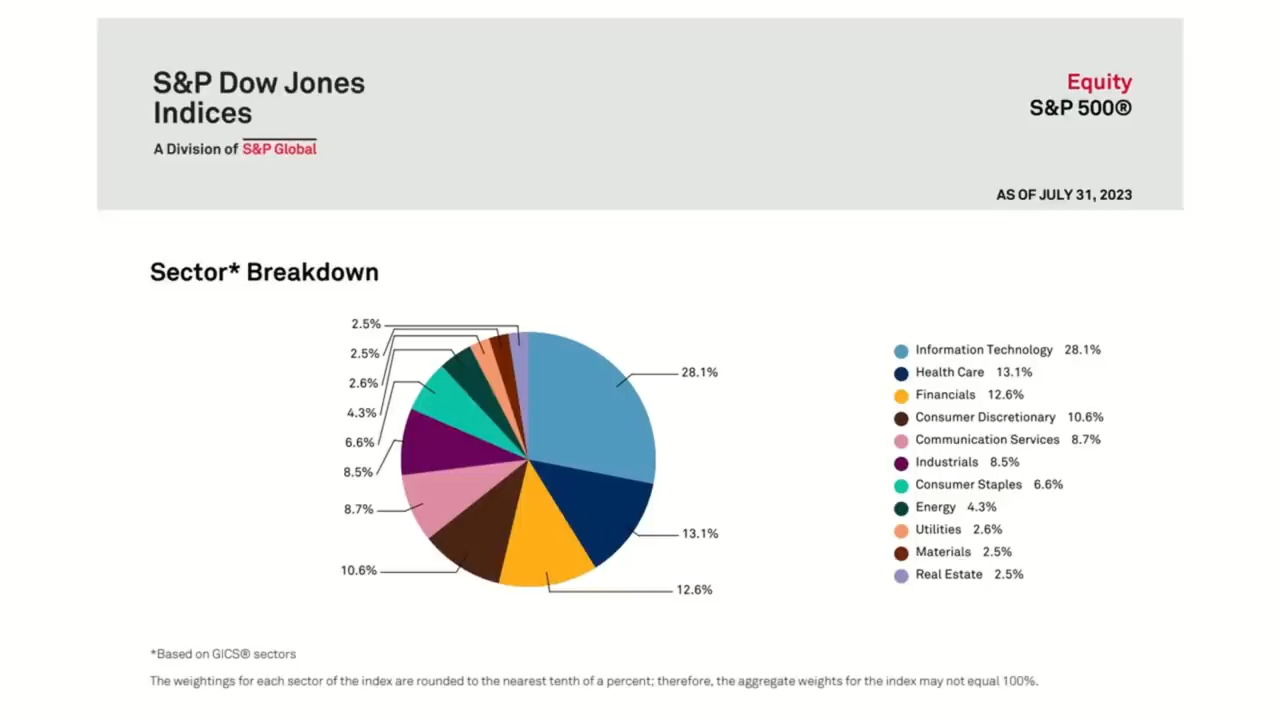 S&P Dow Jones
Indices
A Division of S&P Global
Equity
S&P 500®
AS OF JULY 31, 2023
Sector* Breakdown
2.5%
2.5%
2.6%
4.3%
6.6%
8.5%
8.7%
10.6%
28.1%
13.1%
12.6%
Information Technology 28.1%
Health Care 13.1%
Financials 12.6%
Consumer Discretionary 10.6%
Communication Services 8.7%
Industrials 8.5%
Consumer Staples 6.6%
Energy 4.3%
Utilities 2.6%
Materials 2.5%
Real Estate 2.5%
*Based on GICS® sectors
The weightings for each sector of the index are rounded to the nearest tenth of a percent; therefore, the aggregate weights for the index may not equal 100%.